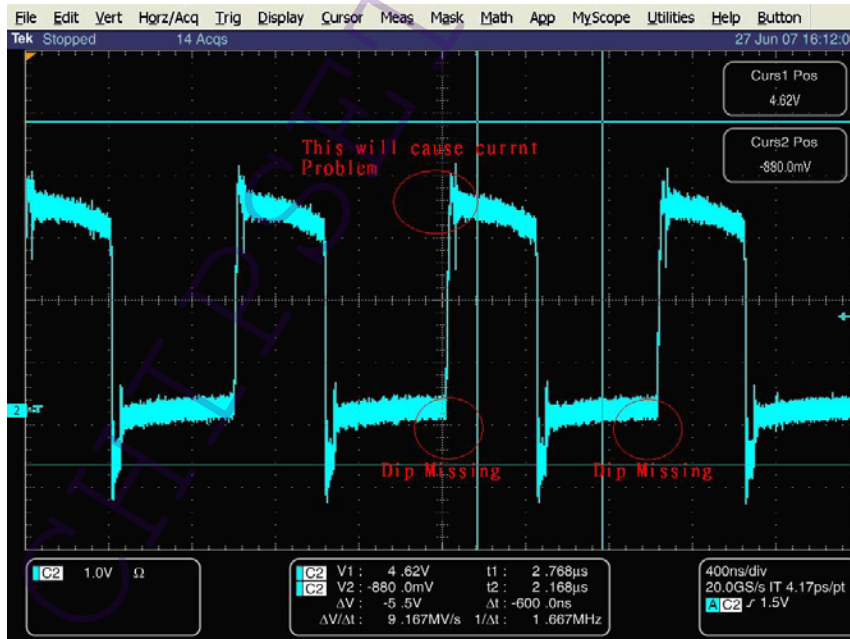 File Edit Vert Horz/Acq Trig Display Cursor Meas Mask Math App MyScope Utilities Help Button
Tek Stopped 14 Acqs 27 Jun 07 16:12:0
Curs1 Pos
4.62V
Curs2 Pos
-880.0mV
This will cause currnt
Problem
2
Dip Missing Dip Missing
CHIPSET
C2 1.0V Ω
C2 V1 : 4 .62V t1 : 2 .768µs
C2 V2 : -880 .0mV t2 : 2 .168µs
ΔV : -5 .5V Δt : -600 .0ns
ΔV/Δt : 9 .167MV/s 1/Δt : 1 .667MHz
400ns/div
20.0GS/s IT 4.17ps/pt
A C2 1.5V